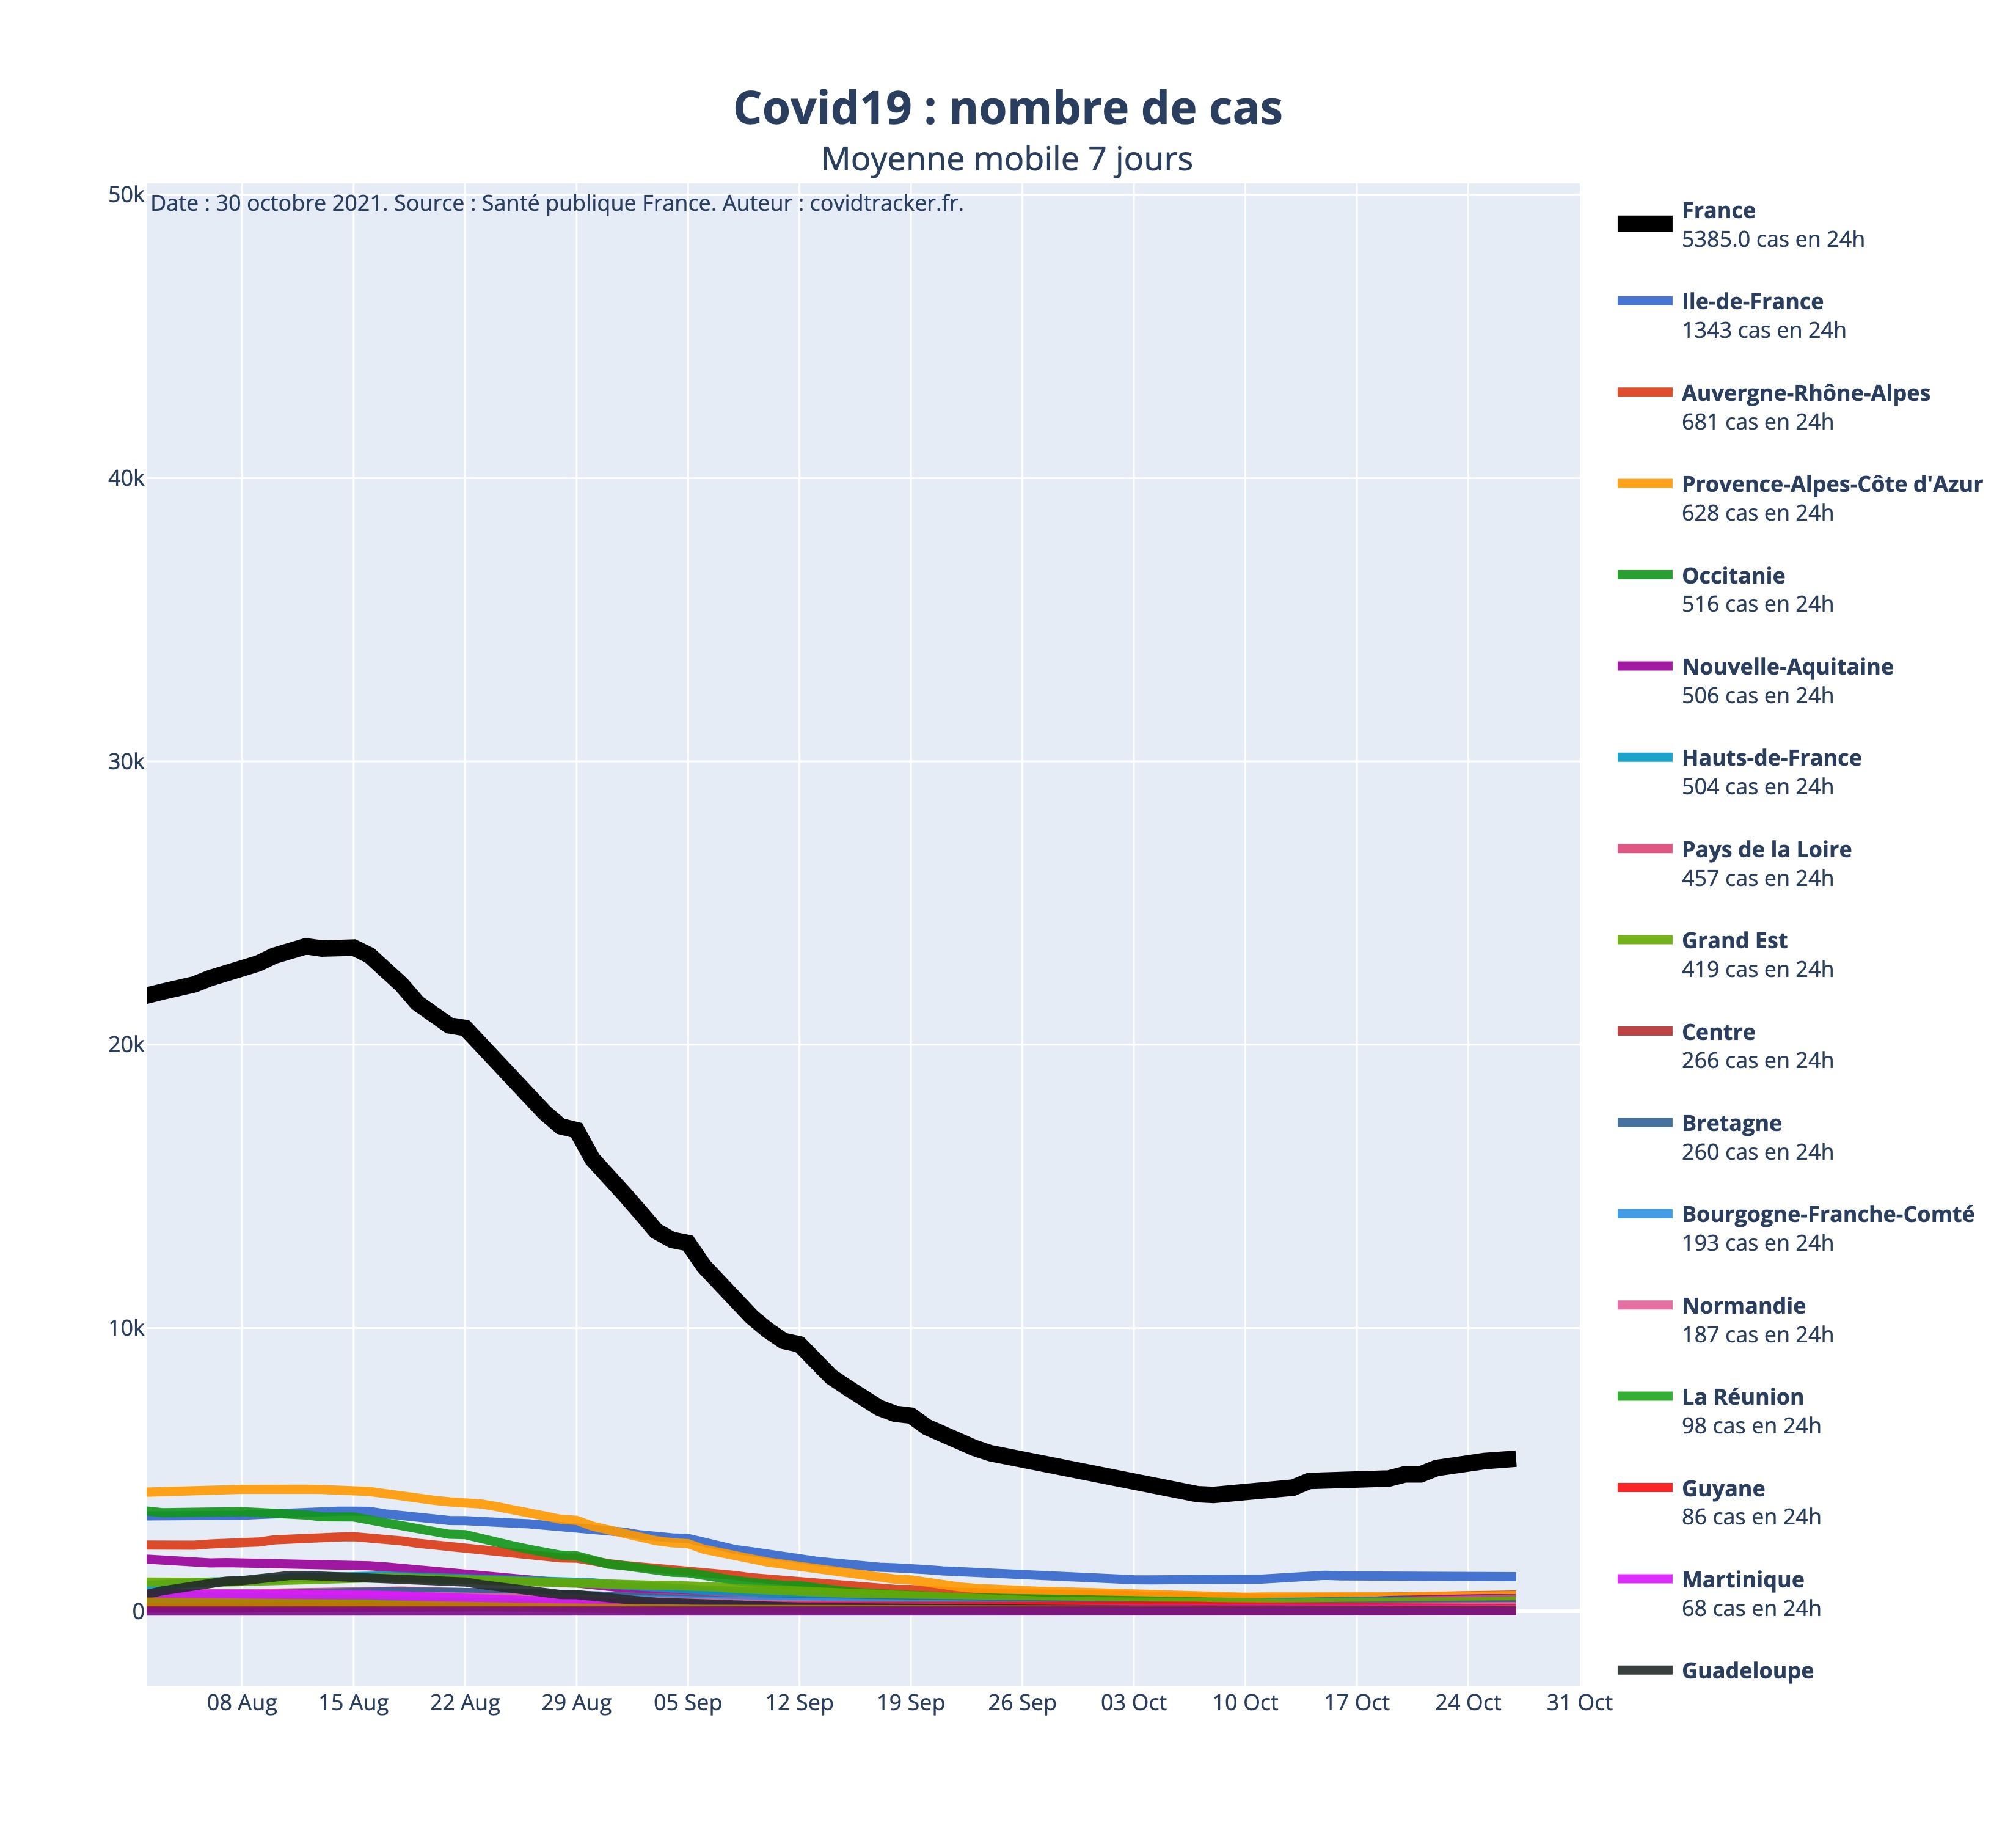 Covid19 : nombre de cas
Moyenne mobile 7 jours
Date : 30 octobre 2021. Source : Santé publique France. Auteur : covidtracker.fr.
50k
40k
30k
20k
10k
0
08 Aug
15 Aug
22 Aug
29 Aug
05 Sep
12 Sep
19 Sep
26 Sep
03 Oct
10 Oct
17 Oct
24 Oct
31 Oct
France
5385.0 cas en 24h
Ile-de-France
1343 cas en 24h
Auvergne-Rhône-Alpes
681 cas en 24h
Provence-Alpes-Côte d'Azur
628 cas en 24h
Occitanie
516 cas en 24h
Nouvelle-Aquitaine
506 cas en 24h
Hauts-de-France
504 cas en 24h
Pays de la Loire
457 cas en 24h
Grand Est
419 cas en 24h
Centre
266 cas en 24h
Bretagne
260 cas en 24h
Bourgogne-Franche-Comté
193 cas en 24h
Normandie
187 cas en 24h
La Réunion
98 cas en 24h
Guyane
86 cas en 24h
Martinique
68 cas en 24h
Guadeloupe